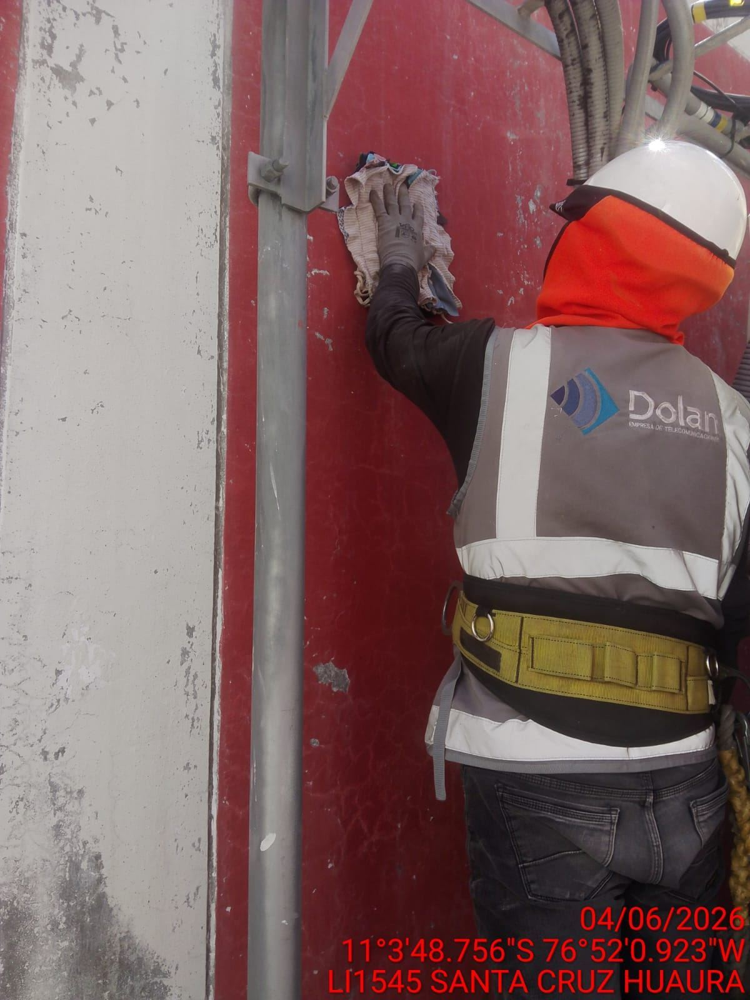 Dolan
EMPRESA DE TELECOMUNICACIONES
04/06/2026
11°3'48.756"S 76°52'0.923"W
LI1545 SANTA CRUZ HUAURA